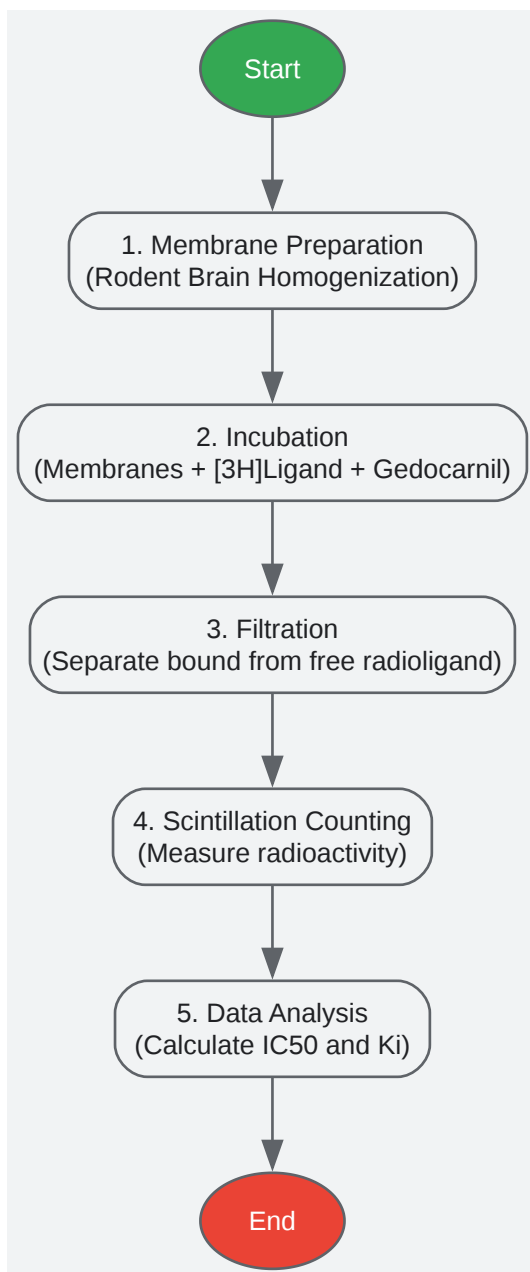 Start
1. Membrane Preparation
(Rodent Brain Homogenization)
2. Incubation
(Membranes + [3H]Ligand + Gedocarnil)
3. Filtration
(Separate bound from free radioligand)
4. Scintillation Counting
(Measure radioactivity)
5. Data Analysis
(Calculate IC50 and Ki)
End